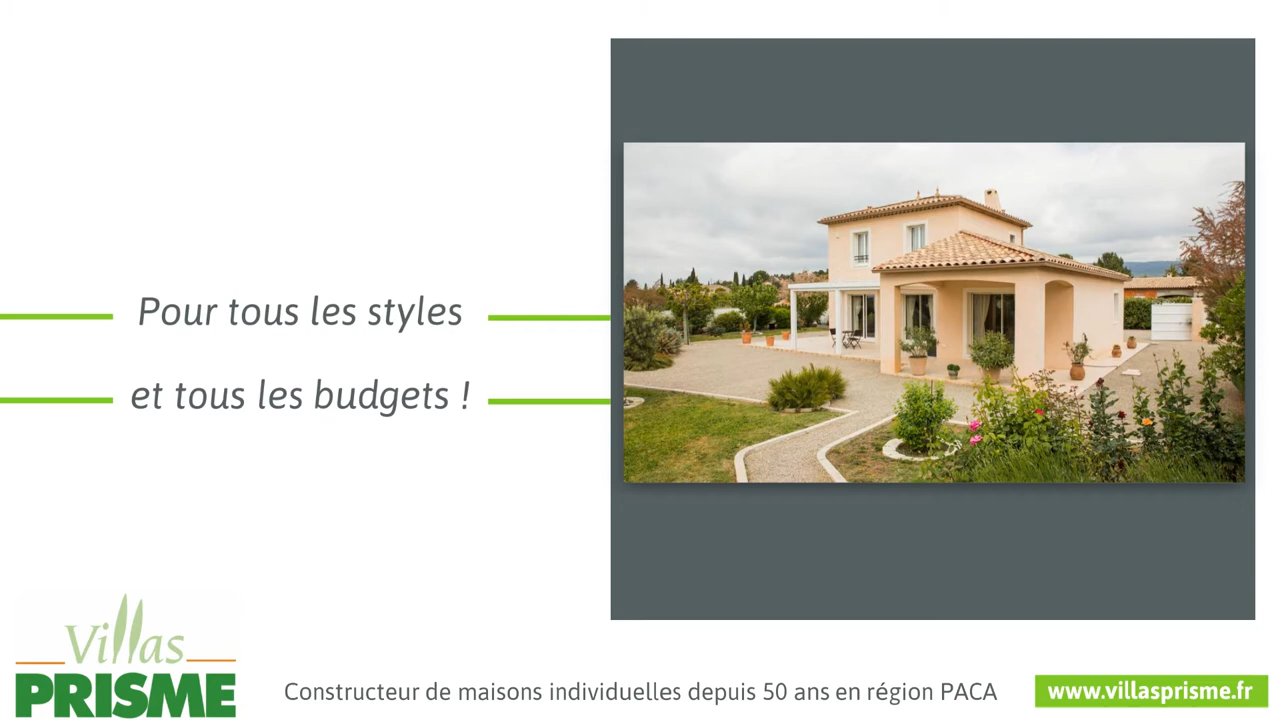 Pour tous les styles
et tous les budgets !
Villas
PRISME
Constructeur de maisons individuelles depuis 50 ans en région PACA
www.villasprisme.fr